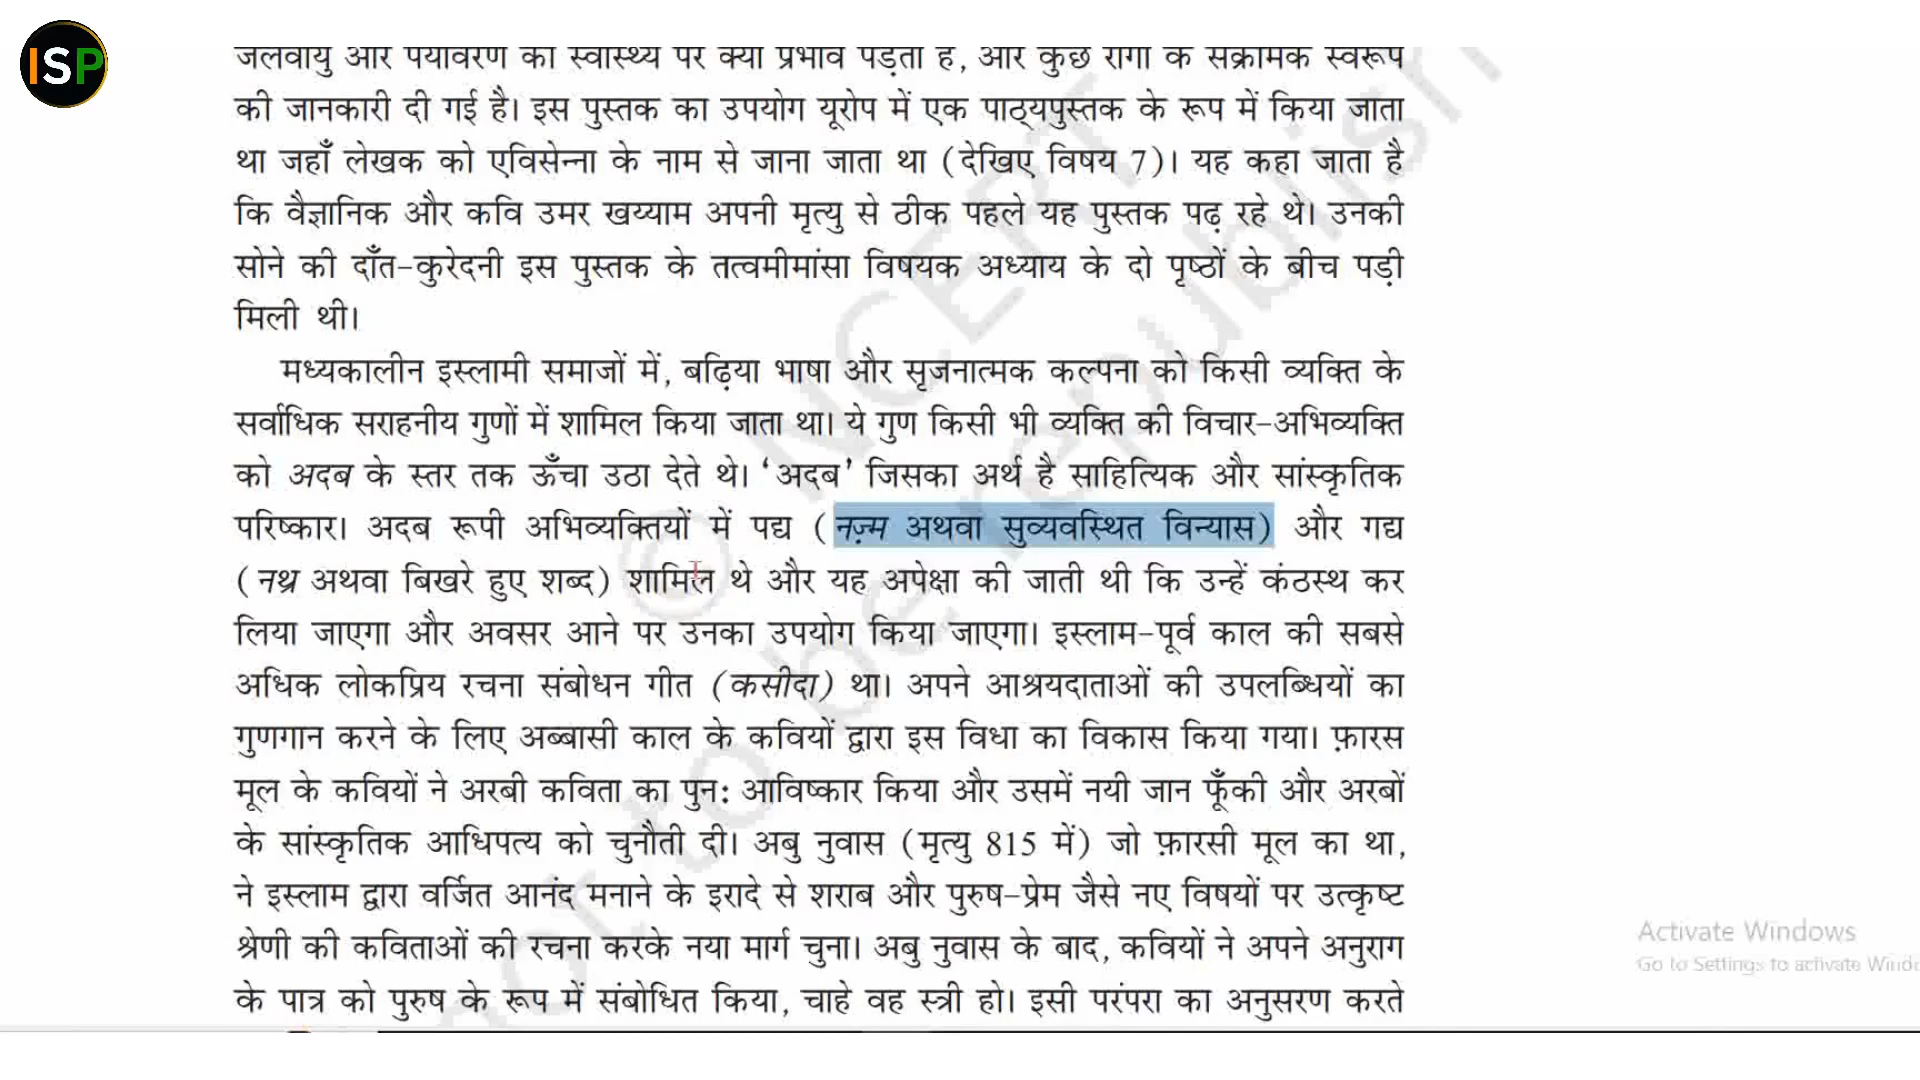 ISP
जलवायु और पर्यावरण का स्वास्थ्य पर क्या प्रभाव पड़ता है, और कुछ रोगों के संक्रामक स्वरूप
की जानकारी दी गई है। इस पुस्तक का उपयोग यूरोप में एक पाठ्यपुस्तक के रूप में किया जाता
था जहाँ लेखक को एविसेन्ना के नाम से जाना जाता था (देखिए विषय 7)। यह कहा जाता है
कि वैज्ञानिक और कवि उमर खय्याम अपनी मृत्यु से ठीक पहले यह पुस्तक पढ़ रहे थे। उनकी
सोने की दाँत-कुरेदनी इस पुस्तक के तत्वमीमांसा विषयक अध्याय के दो पृष्ठों के बीच पड़ी
मिली थी।
मध्यकालीन इस्लामी समाजों में, बढ़िया भाषा और सृजनात्मक कल्पना को किसी व्यक्ति के
सर्वाधिक सराहनीय गुणों में शामिल किया जाता था। ये गुण किसी भी व्यक्ति की विचार-अभिव्यक्ति
को अदब के स्तर तक ऊँचा उठा देते थे। ‘अदब’ जिसका अर्थ है साहित्यिक और सांस्कृतिक
परिष्कार। अदब रूपी अभिव्यक्तियों में पद्य (नज़्म अथवा सुव्यवस्थित विन्यास) और गद्य
(नथ्र अथवा बिखरे हुए शब्द) शामिल थे और यह अपेक्षा की जाती थी कि उन्हें कंठस्थ कर
लिया जाएगा और अवसर आने पर उनका उपयोग किया जाएगा। इस्लाम-पूर्व काल की सबसे
अधिक लोकप्रिय रचना संबोधन गीत (कसीदा) था। अपने आश्रयदाताओं की उपलब्धियों का
गुणगान करने के लिए अब्बासी काल के कवियों द्वारा इस विधा का विकास किया गया। फ़ारस
मूल के कवियों ने अरबी कविता का पुनः आविष्कार किया और उसमें नयी जान फूँकी और अरबों
के सांस्कृतिक आधिपत्य को चुनौती दी। अबु नुवास (मृत्यु 815 में) जो फ़ारसी मूल का था,
ने इस्लाम द्वारा वर्जित आनंद मनाने के इरादे से शराब और पुरुष-प्रेम जैसे नए विषयों पर उत्कृष्ट
श्रेणी की कविताओं की रचना करके नया मार्ग चुना। अबु नुवास के बाद, कवियों ने अपने अनुराग
के पात्र को पुरुष के रूप में संबोधित किया, चाहे वह स्त्री हो। इसी परंपरा का अनुसरण करते
© NCERT
not to be republish
Activate Windows
Go to Settings to activate Windo